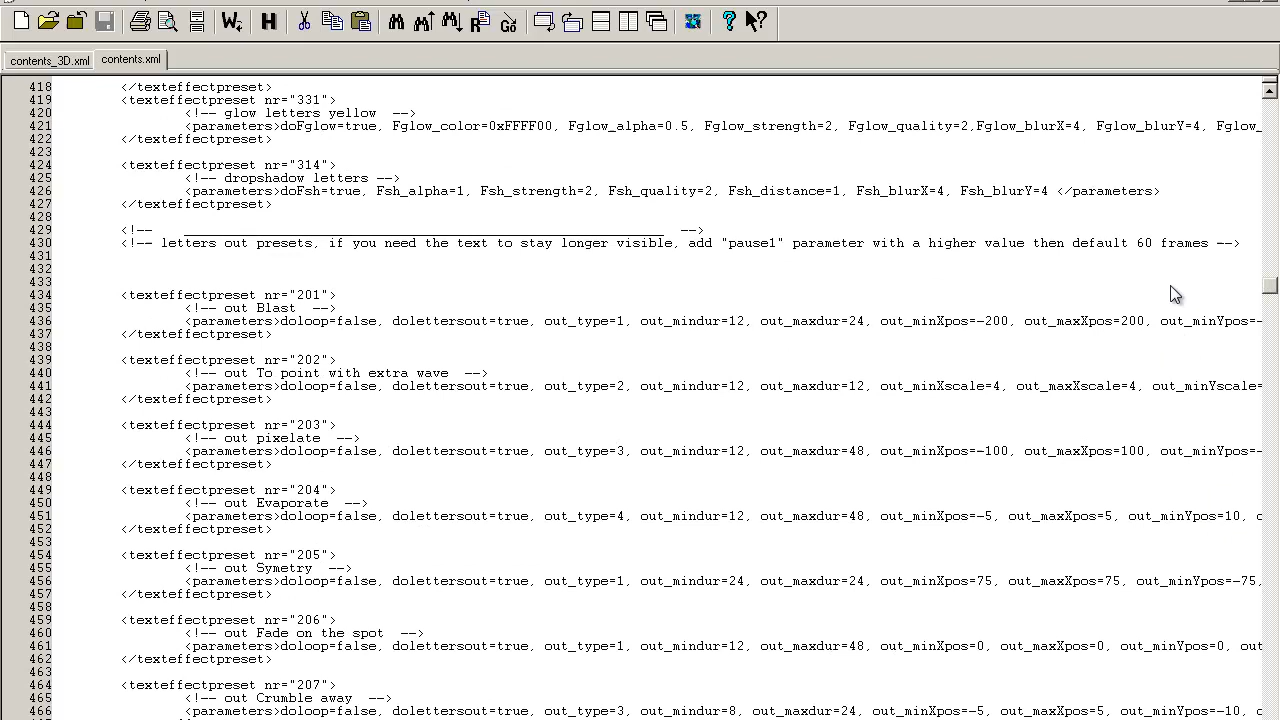 contents_3D.xml contents.xml
418 </texteffectpreset>
419 <texteffectpreset nr="331">
420 <!-- glow letters yellow -->
421 <parameters>doFglow=true, Fglow_color=0xFFFF00, Fglow_alpha=0.5, Fglow_strength=2, Fglow_quality=2,Fglow_blurX=4, Fglow_blurY=4, Fglow_
422 </texteffectpreset>
423
424 <texteffectpreset nr="314">
425 <!-- dropshadow letters -->
426 <parameters>doFsh=true, Fsh_alpha=1, Fsh_strength=2, Fsh_quality=2, Fsh_distance=1, Fsh_blurX=4, Fsh_blurY=4 </parameters>
427 </texteffectpreset>
428
429 <!-- ____________________________________________________________ -->
430 <!-- letters out presets, if you need the text to stay longer visible, add "pause1" parameter with a higher value then default 60 frames -->
431
432
433
434 <texteffectpreset nr="201">
435 <!-- out Blast -->
436 <parameters>doloop=false, dolettersout=true, out_type=1, out_mindur=12, out_maxdur=24, out_minXpos=-200, out_maxXpos=200, out_minYpos=-
437 </texteffectpreset>
438
439 <texteffectpreset nr="202">
440 <!-- out To point with extra wave -->
441 <parameters>doloop=false, dolettersout=true, out_type=2, out_mindur=12, out_maxdur=12, out_minXscale=4, out_maxXscale=4, out_minYscale=
442 </texteffectpreset>
443
444 <texteffectpreset nr="203">
445 <!-- out pixelate -->
446 <parameters>doloop=false, dolettersout=true, out_type=3, out_mindur=12, out_maxdur=48, out_minXpos=-100, out_maxXpos=100, out_minYpos=-
447 </texteffectpreset>
448
449 <texteffectpreset nr="204">
450 <!-- out Evaporate -->
451 <parameters>doloop=false, dolettersout=true, out_type=4, out_mindur=12, out_maxdur=48, out_minXpos=-5, out_maxXpos=5, out_minYpos=10, o
452 </texteffectpreset>
453
454 <texteffectpreset nr="205">
455 <!-- out Symetry -->
456 <parameters>doloop=false, dolettersout=true, out_type=1, out_mindur=24, out_maxdur=24, out_minXpos=75, out_maxXpos=75, out_minYpos=-75,
457 </texteffectpreset>
458
459 <texteffectpreset nr="206">
460 <!-- out Fade on the spot -->
461 <parameters>doloop=false, dolettersout=true, out_type=1, out_mindur=12, out_maxdur=48, out_minXpos=0, out_maxXpos=0, out_minYpos=0, out
462 </texteffectpreset>
463
464 <texteffectpreset nr="207">
465 <!-- out Crumble away -->
466 <parameters>doloop=false, dolettersout=true, out_type=3, out_mindur=8, out_maxdur=24, out_minXpos=-5, out_maxXpos=5, out_minYpos=-10, o